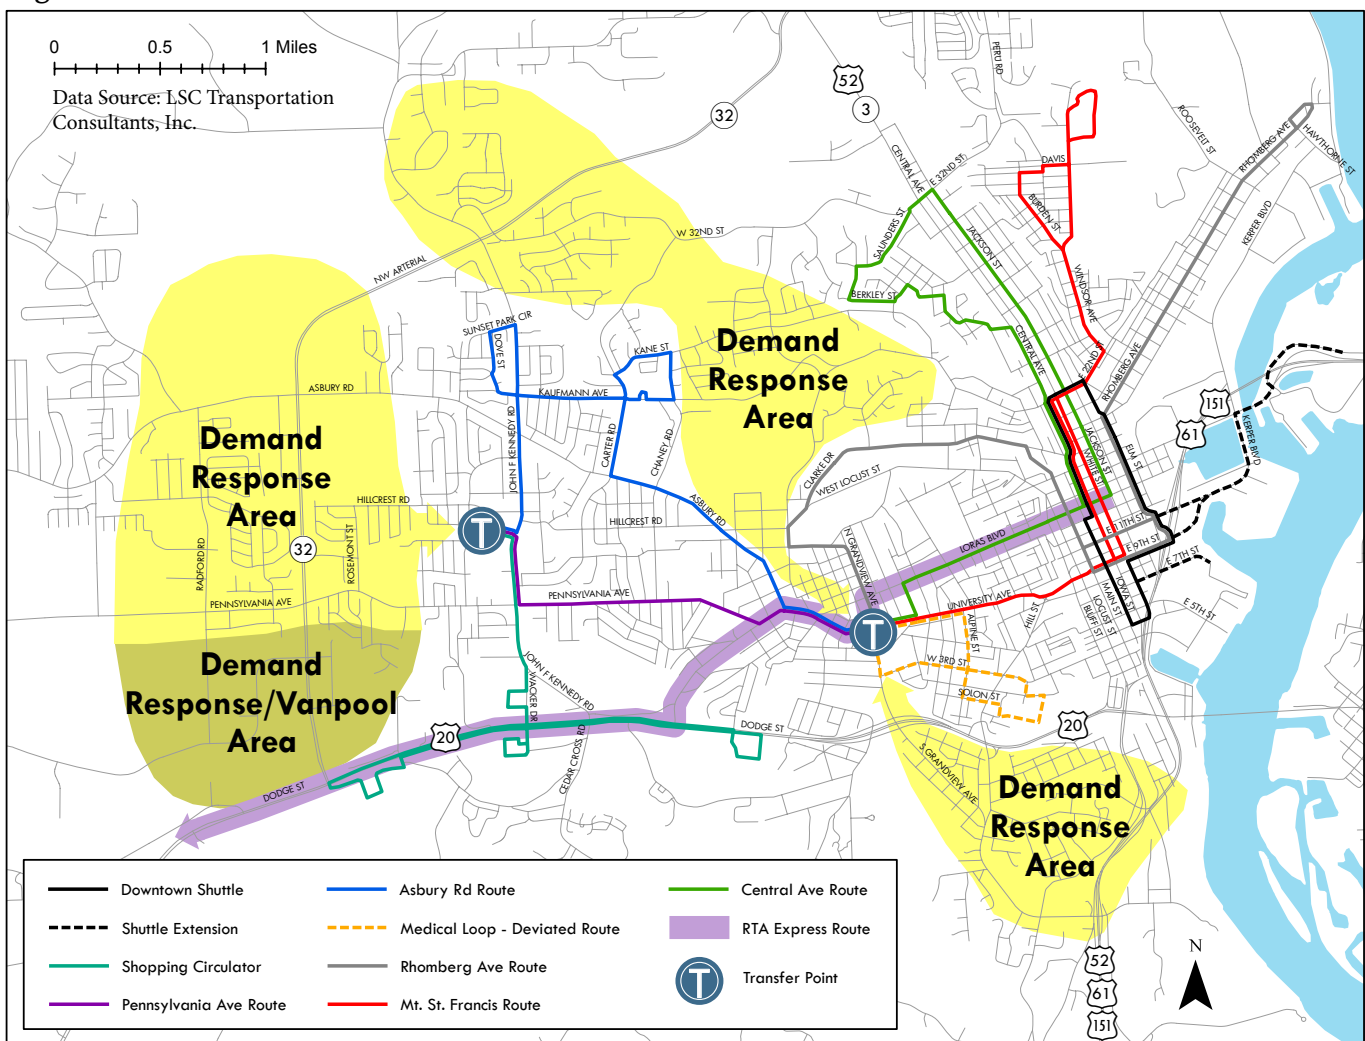 0 0.5 1 Miles
Data Source: LSC Transportation
Consultants, Inc.
32
52
3
PERU RD
ROOSEVELT ST
RHOMBERG AVE
HAWTHORNE ST
KERPER BLVD
CENTRAL AVE
E 32ND ST
DAVIS
BURDEN ST
SAUNDERS ST
JACKSON ST
W 32ND ST
NW ARTERIAL
BERKLEY ST
WINDSOR AVE
CENTRAL AVE
E 22ND ST
RHOMBERG AVE
SUNSET PARK CIR
DOVE ST
KANE ST
KAUFMANN AVE
ASBURY RD
JOHN F KENNEDY RD
CARTER RD
CHANEY RD
Demand
Response
Area
Demand
Response
Area
151
61
KERPER BLVD
ELM ST
JACKSON ST
WHITE ST
CLARKE DR
WEST LOCUST ST
ASBURY RD
HILLCREST RD
HILLCREST RD
T
32
RADFORD RD
ROSEMONT ST
N GRANDVIEW AVE
LORAS BLVD
E 11TH ST
E 9TH ST
E 7TH ST
PENNSYLVANIA AVE
PENNSYLVANIA AVE
UNIVERSITY AVE
T
ALPINE ST
HILL ST
IOWA ST
MAIN ST
LOCUST ST
BLUFF ST
E 5TH ST
Demand
Response/Vanpool
Area
JOHN F KENNEDY RD
WACKER DR
W 3RD ST
SOLON ST
20
DODGE ST
20
CEDAR CROSS RD
S GRANDVIEW AVE
DODGE ST
Demand
Response
Area
Downtown Shuttle
Shuttle Extension
Shopping Circulator
Pennsylvania Ave Route
Asbury Rd Route
Medical Loop - Deviated Route
Rhomberg Ave Route
Mt. St. Francis Route
Central Ave Route
RTA Express Route
T Transfer Point
52
61
151
N